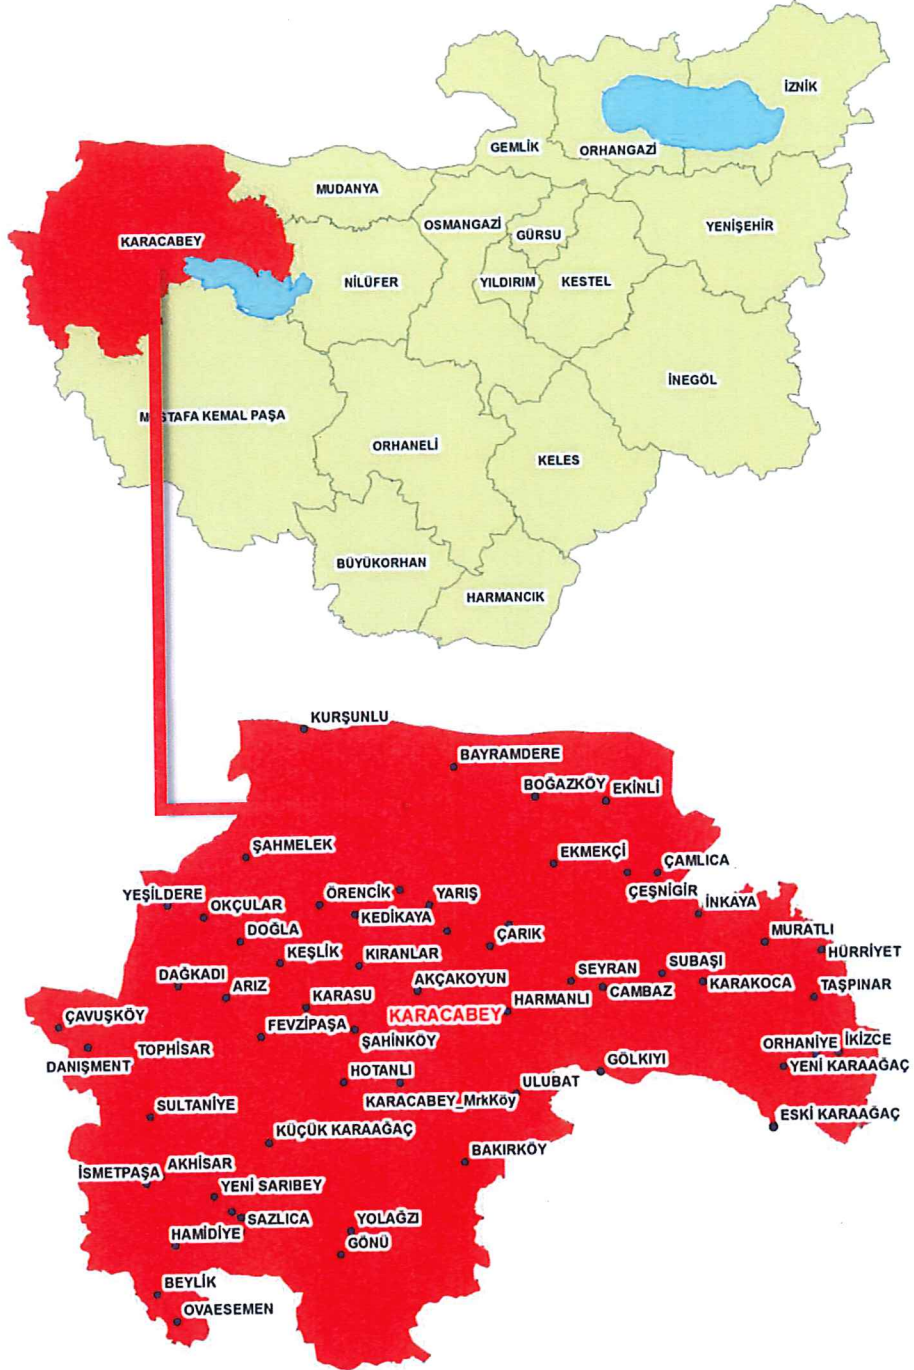 İZNİK
GEMLİK
ORHANGAZİ
MUDANYA
OSMANGAZİ
YENİŞEHİR
GÜRSU
KARACABEY
NİLÜFER
YILDIRIM
KESTEL
İNEGÖL
MUSTAFA KEMAL PAŞA
ORHANELİ
KELES
BÜYÜKORHAN
HARMANCIK
KURŞUNLU
BAYRAMDERE
BOĞAZKÖY
EKİNLİ
ŞAHMELEK
EKMEKÇİ
ÇAMLICA
ÇEŞNİGİR
YEŞİLDERE
OKÇULAR
ÖRENCİK
YARIŞ
İNKAYA
KEDİKAYA
DOĞLA
ÇARIK
MURATLI
HÜRRİYET
KEŞLİK
KIRANLAR
DAĞKADI
AKÇAKOYUN
SEYRAN
SUBAŞI
ARIZ
KARASU
HARMANLI
CAMBAZ
KARAKOCA
TAŞPINAR
ÇAVUŞKÖY
KARACABEY
FEVZİPAŞA
ŞAHİNKÖY
ORHANİYE
İKİZCE
TOPHİSAR
DANIŞMENT
GÖLKIYI
YENİ KARAAĞAÇ
HOTANLI
ULUBAT
KARACABEY_MrkKöy
SULTANİYE
ESKİ KARAAĞAÇ
KÜÇÜK KARAAĞAÇ
BAKIRKÖY
AKHİSAR
İSMETPAŞA
YENİ SARIBEY
SAZLICA
YOLAĞZI
HAMİDİYE
GÖNÜ
BEYLİK
OVAESEMEN